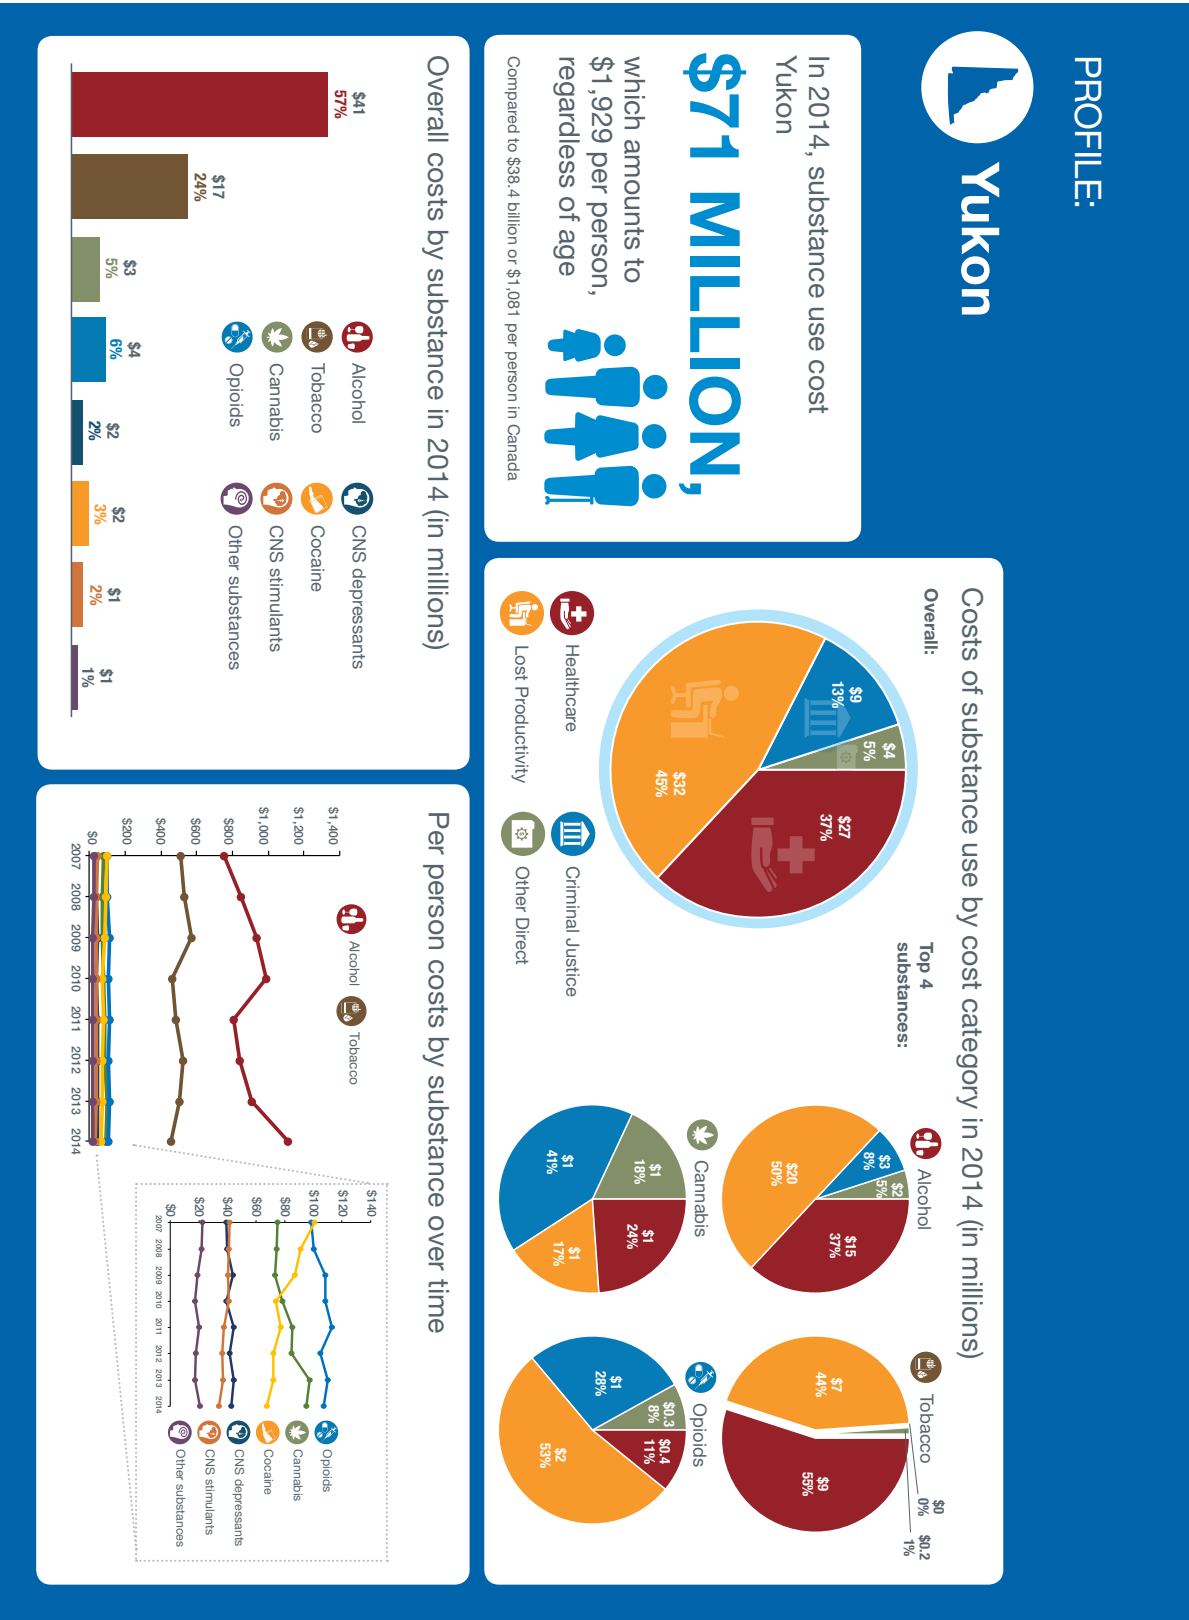 PROFILE:
Yukon
In 2014, substance use cost
Yukon
$71 MILLION,
which amounts to
$1,929 per person,
regardless of age
Compared to $38.4 billion or $1,081 per person in Canada
Costs of substance use by cost category in 2014 (in millions)
Overall:
$4
5%
$9
13%
$27
37%
$32
45%
Healthcare
Lost Productivity
Criminal Justice
Other Direct
Top 4
substances:
Alcohol
$2
5%
$3
8%
$15
37%
$20
50%
Tobacco
$0
0%
$0.2
1%
$7
44%
$9
55%
Cannabis
$1
18%
$1
24%
$1
41%
$1
17%
Opioids
$0.3
8%
$0.4
11%
$1
28%
$2
53%
Overall costs by substance in 2014 (in millions)
$41
57%
$17
24%
$3
5%
$4
6%
$2
2%
$2
3%
$1
2%
$1
1%
Alcohol
Tobacco
Cannabis
Opioids
CNS depressants
Cocaine
CNS stimulants
Other substances
Per person costs by substance over time
Alcohol
Tobacco
$1,400
$1,200
$1,000
$800
$600
$400
$200
$0
2007
2008
2009
2010
2011
2012
2013
2014
$140
$120
$100
$80
$60
$40
$20
$0
2007
2008
2009
2010
2011
2012
2013
2014
Opioids
Cannabis
Cocaine
CNS depressants
CNS stimulants
Other substances